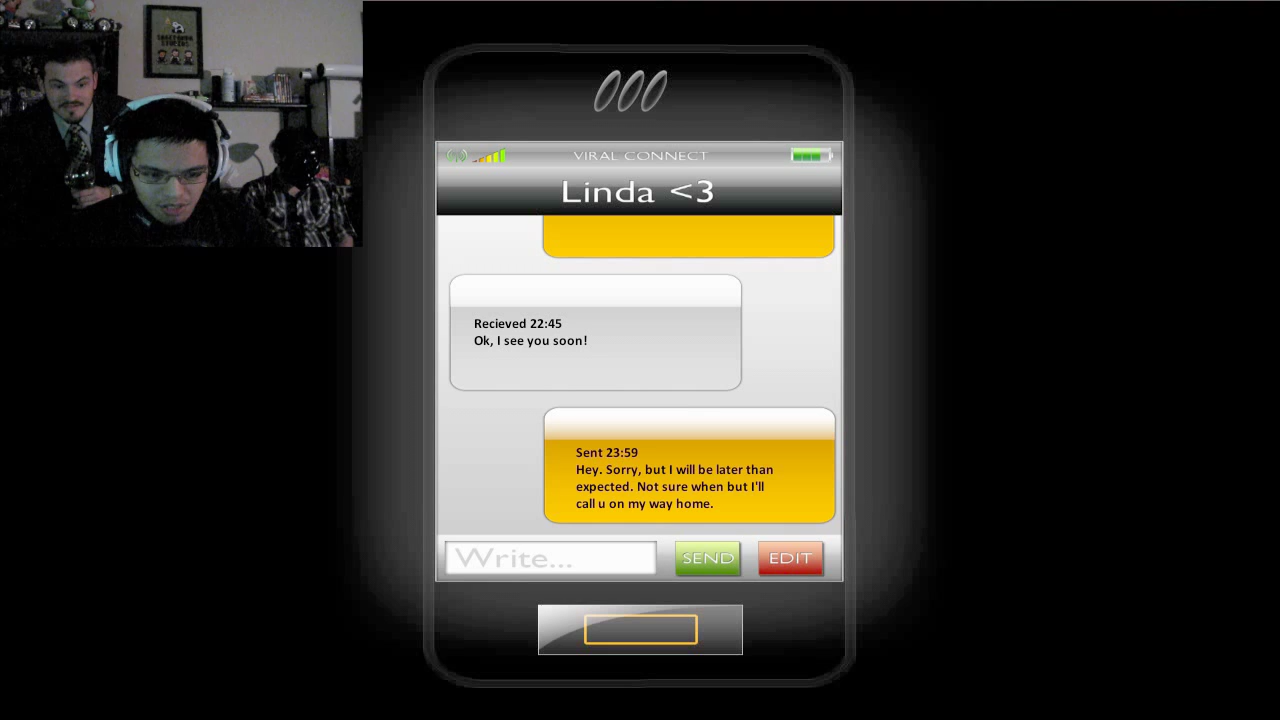 VIRAL CONNECT
Linda <3
Recieved 22:45
Ok, I see you soon!
Sent 23:59
Hey. Sorry, but I will be later than
expected. Not sure when but I'll
call u on my way home.
Write...
SEND
EDIT